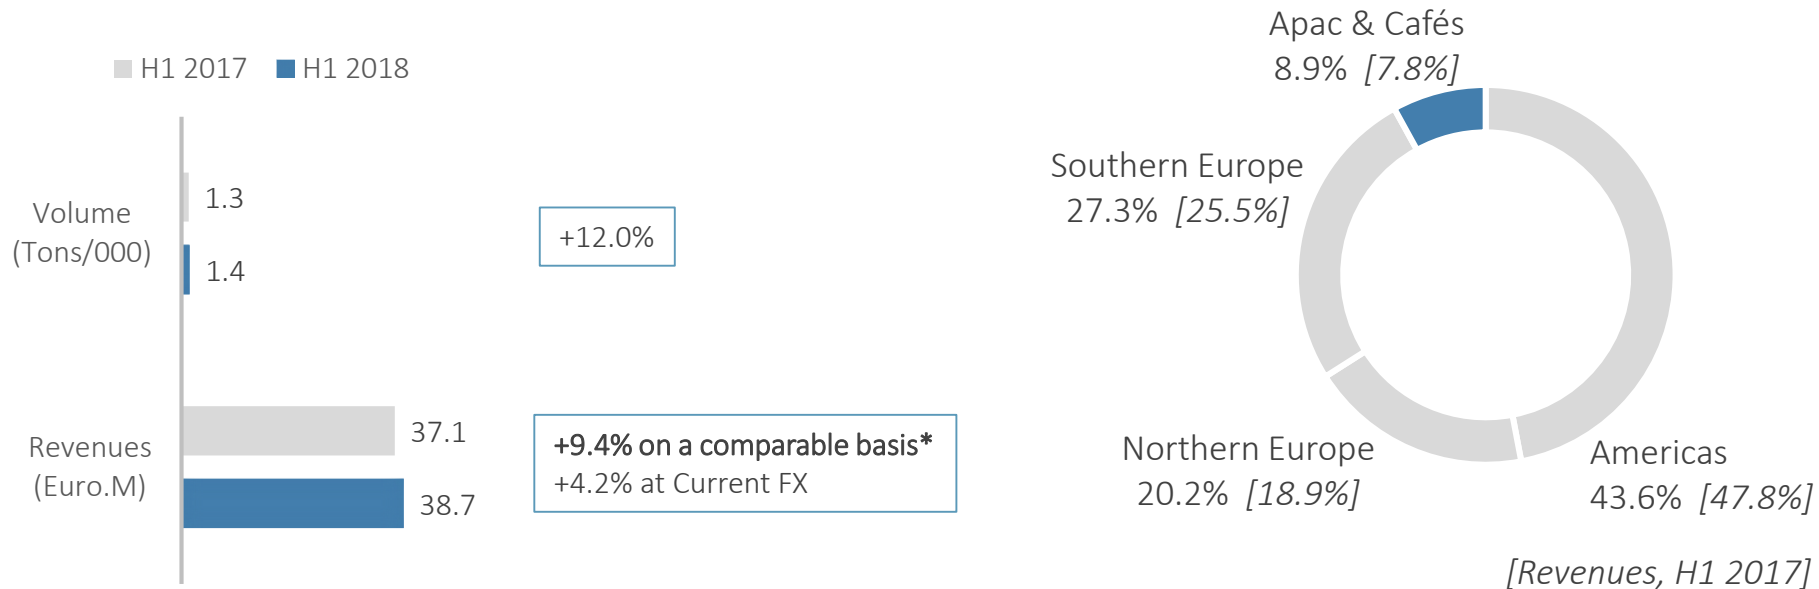 H1 2017 H1 2018
Volume
(Tons/000)
1.3
1.4
+12.0%
Revenues
(Euro.M)
37.1
38.7
+9.4% on a comparable basis*
+4.2% at Current FX
Apac & Cafés
8.9% [7.8%]
Southern Europe
27.3% [25.5%]
Northern Europe
20.2% [18.9%]
Americas
43.6% [47.8%]
[Revenues, H1 2017]